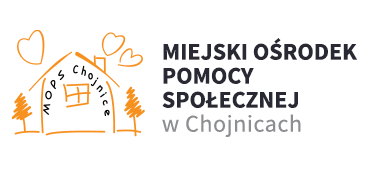 MOPS Chojnice
MIEJSKI OŚRODEK
POMOCY
SPOŁECZNEJ
w Chojnicach